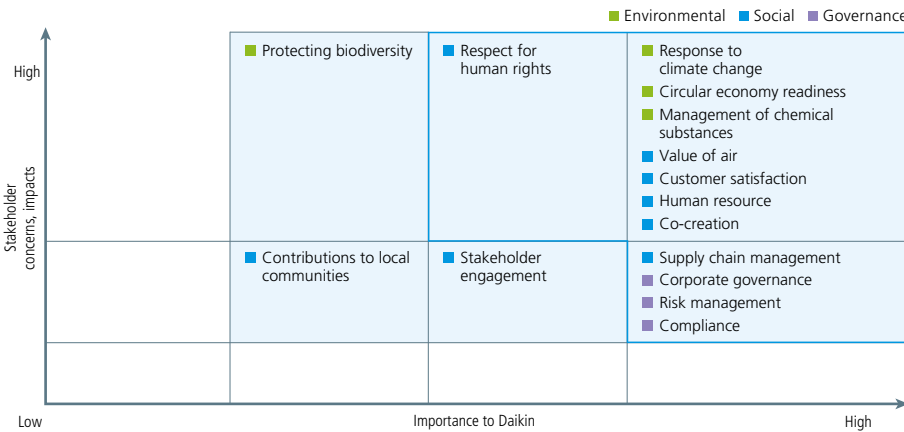 Environmental Social Governance
High
Stakeholder
concerns, impacts
Protecting biodiversity
Respect for
human rights
Response to
climate change
Circular economy readiness
Management of chemical
substances
Value of air
Customer satisfaction
Human resource
Co-creation
Contributions to local
communities
Stakeholder
engagement
Supply chain management
Corporate governance
Risk management
Compliance
Low
Importance to Daikin
High